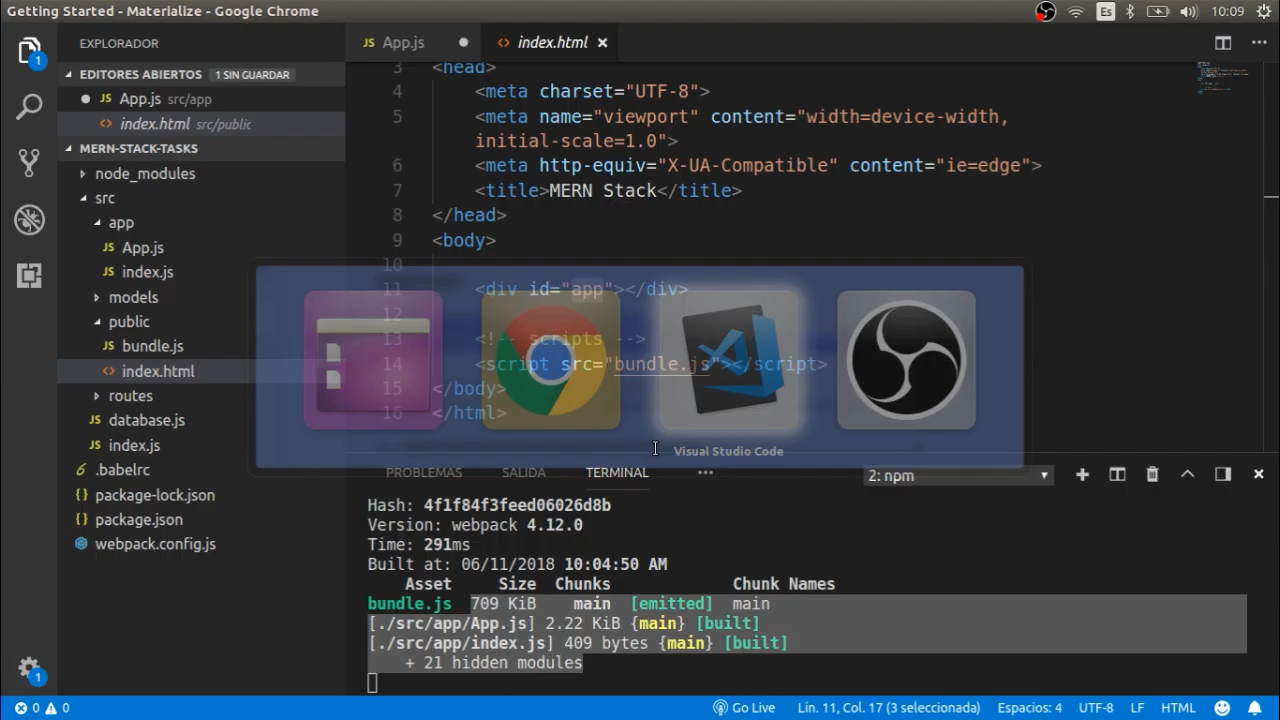 Getting Started - Materialize - Google Chrome
Es
10:09
EXPLORADOR
App.js
index.html
EDITORES ABIERTOS 1 SIN GUARDAR
JS App.js src/app
<> index.html src/public
MERN-STACK-TASKS
node_modules
src
app
JS App.js
JS index.js
models
public
JS bundle.js
<> index.html
routes
JS database.js
JS index.js
.babelrc
{} package-lock.json
{} package.json
webpack.config.js
1
1
3 <head>
4 <meta charset="UTF-8">
5 <meta name="viewport" content="width=device-width,
initial-scale=1.0">
6 <meta http-equiv="X-UA-Compatible" content="ie=edge">
7 <title>MERN Stack</title>
8 </head>
9 <body>
10
11 <div id="app"></div>
12
13 <!-- scripts -->
14 <script src="bundle.js"></script>
15 </body>
16 </html>
Visual Studio Code
PROBLEMAS SALIDA TERMINAL ••• 2: npm
Hash: 4f1f84f3feed06026d8b
Version: webpack 4.12.0
Time: 291ms
Built at: 06/11/2018 10:04:50 AM
Asset Size Chunks Chunk Names
bundle.js 709 KiB main [emitted] main
[./src/app/App.js] 2.22 KiB {main} [built]
[./src/app/index.js] 409 bytes {main} [built]
+ 21 hidden modules
0 0 Go Live Lín. 11, Col. 17 (3 seleccionada) Espacios: 4 UTF-8 LF HTML